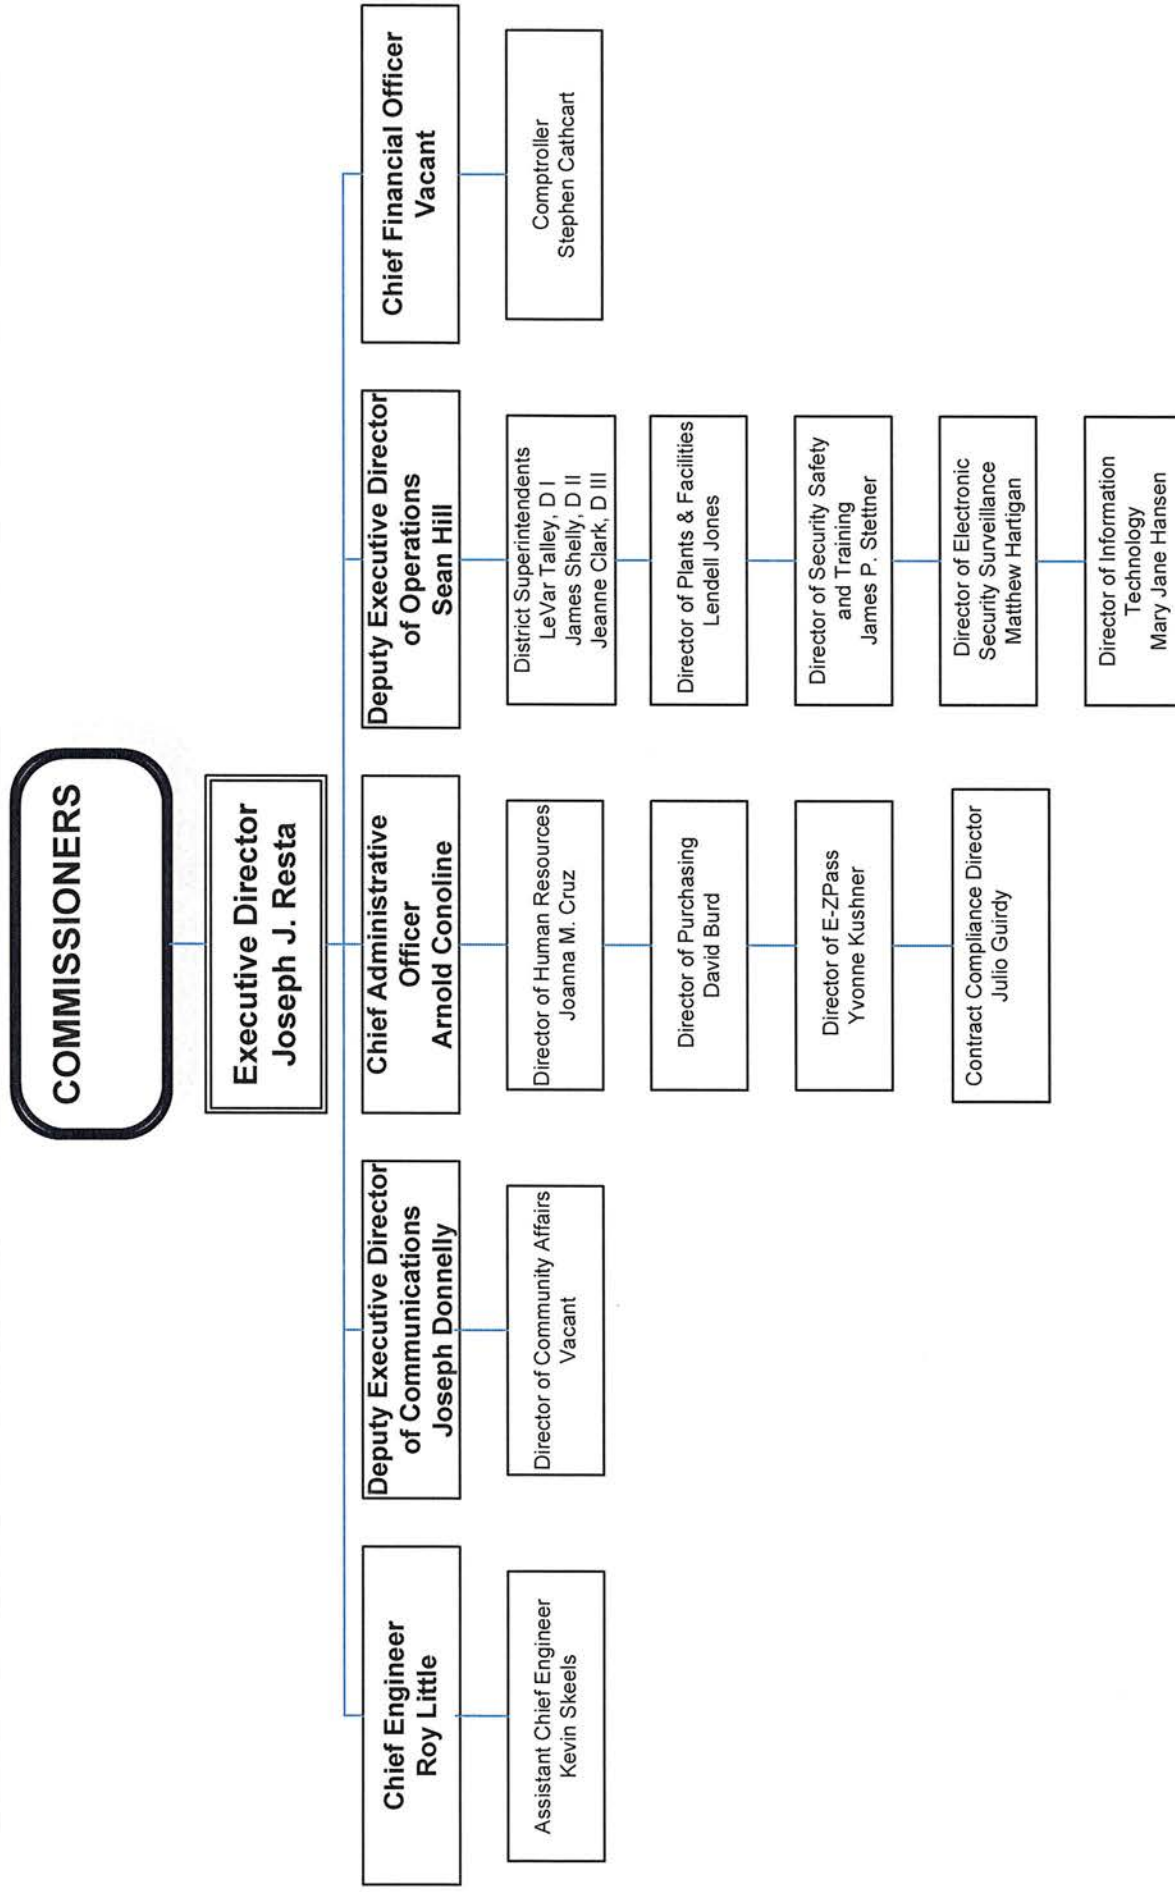 COMMISSIONERS
Executive Director
Joseph J. Resta
Chief Engineer
Roy Little
Assistant Chief Engineer
Kevin Skeels
Deputy Executive Director
of Communications
Joseph Donnelly
Director of Community Affairs
Vacant
Chief Administrative
Officer
Arnold Conoline
Director of Human Resources
Joanna M. Cruz
Director of Purchasing
David Burd
Director of E-ZPass
Yvonne Kushner
Contract Compliance Director
Julio Guirdy
Deputy Executive Director
of Operations
Sean Hill
District Superintendents
LeVar Talley, D I
James Shelly, D II
Jeanne Clark, D III
Director of Plants & Facilities
Lendell Jones
Director of Security Safety
and Training
James P. Stettner
Director of Electronic
Security Surveillance
Matthew Hartigan
Director of Information
Technology
Mary Jane Hansen
Chief Financial Officer
Vacant
Comptroller
Stephen Cathcart